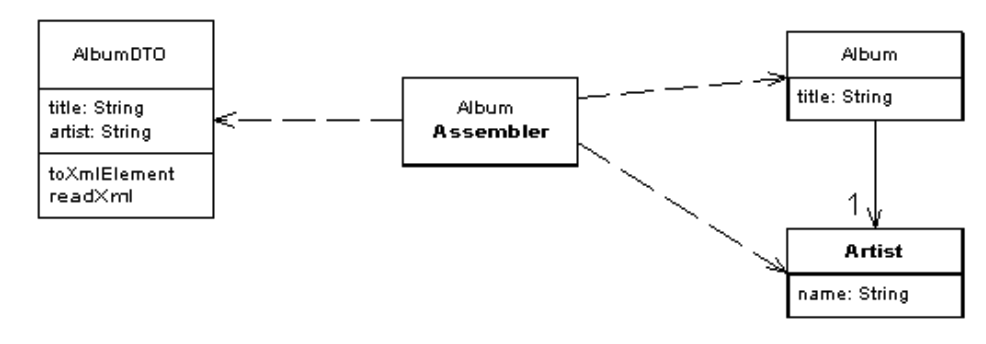 AlbumDTO
title: String
artist: String
toXmlElement
readXml
Album
Assembler
Album
title: String
1
Artist
name: String